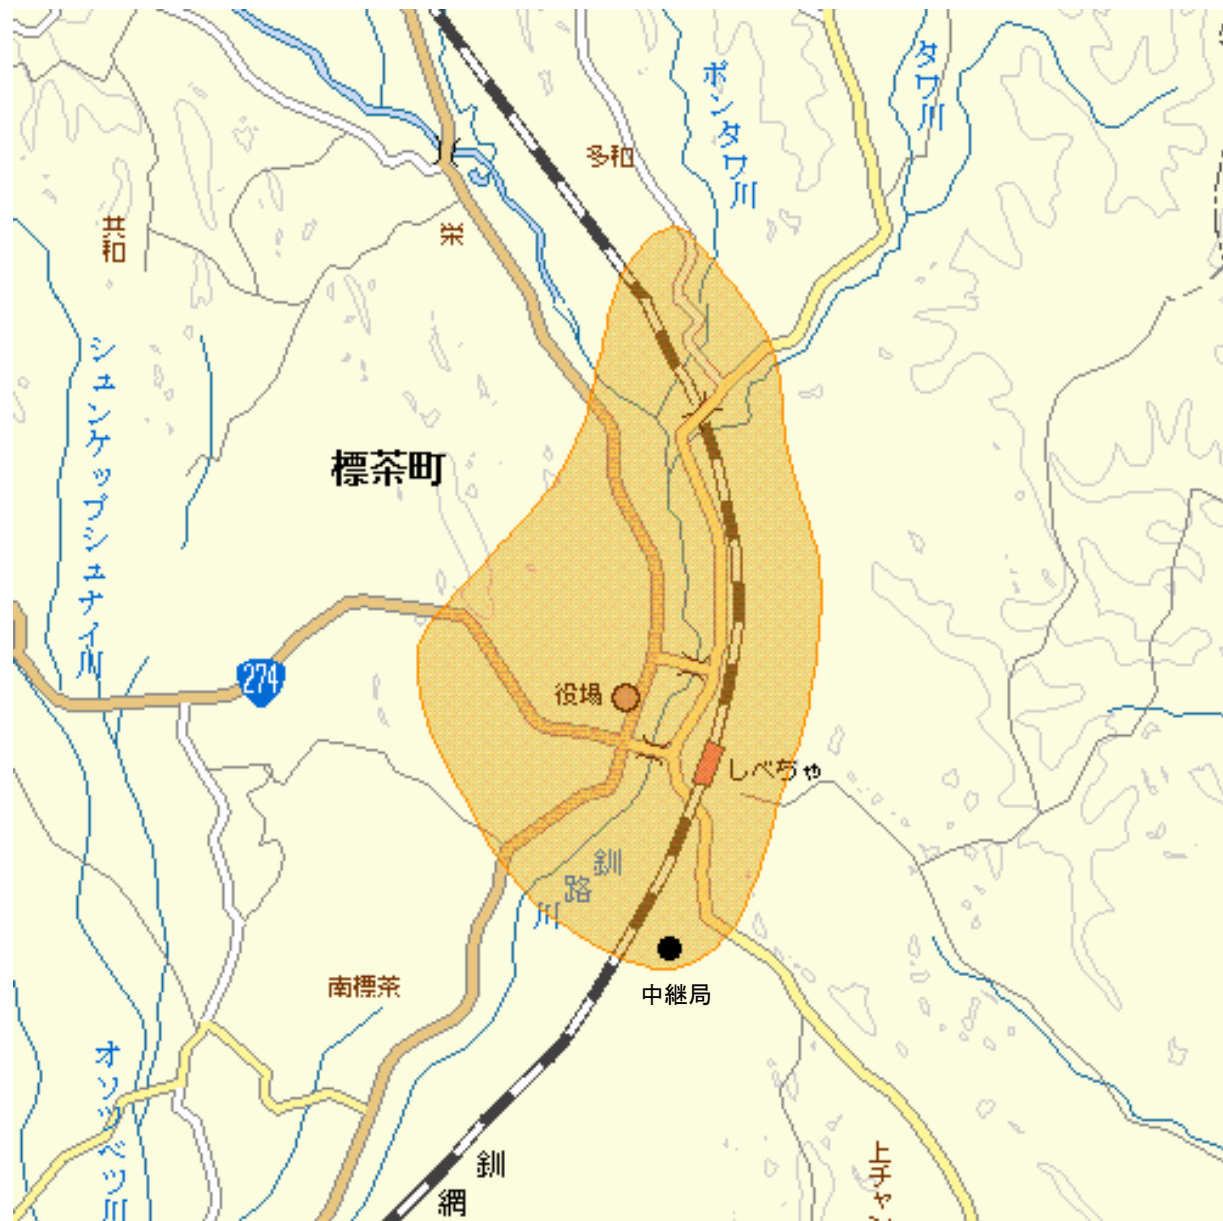 タワ川
ポンタワ川
多和
共和
栄
シュンケップシュナイ川
標茶町
274
役場
しべちゃ
釧路川
南標茶
中継局
オソツベツ川
釧網
上チャン